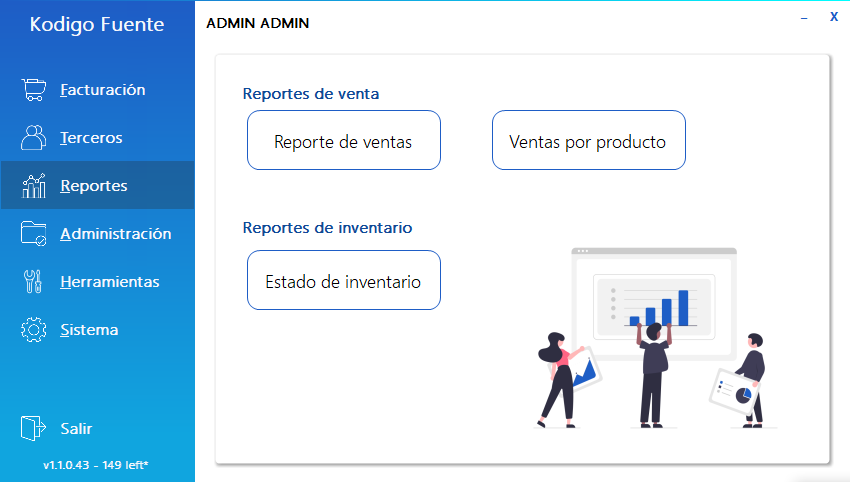 Kodigo Fuente
ADMIN ADMIN
– X
Facturación
Terceros
Reportes
Administración
Herramientas
Sistema
Salir
v1.1.0.43 - 149 left*
Reportes de venta
Reporte de ventas
Ventas por producto
Reportes de inventario
Estado de inventario